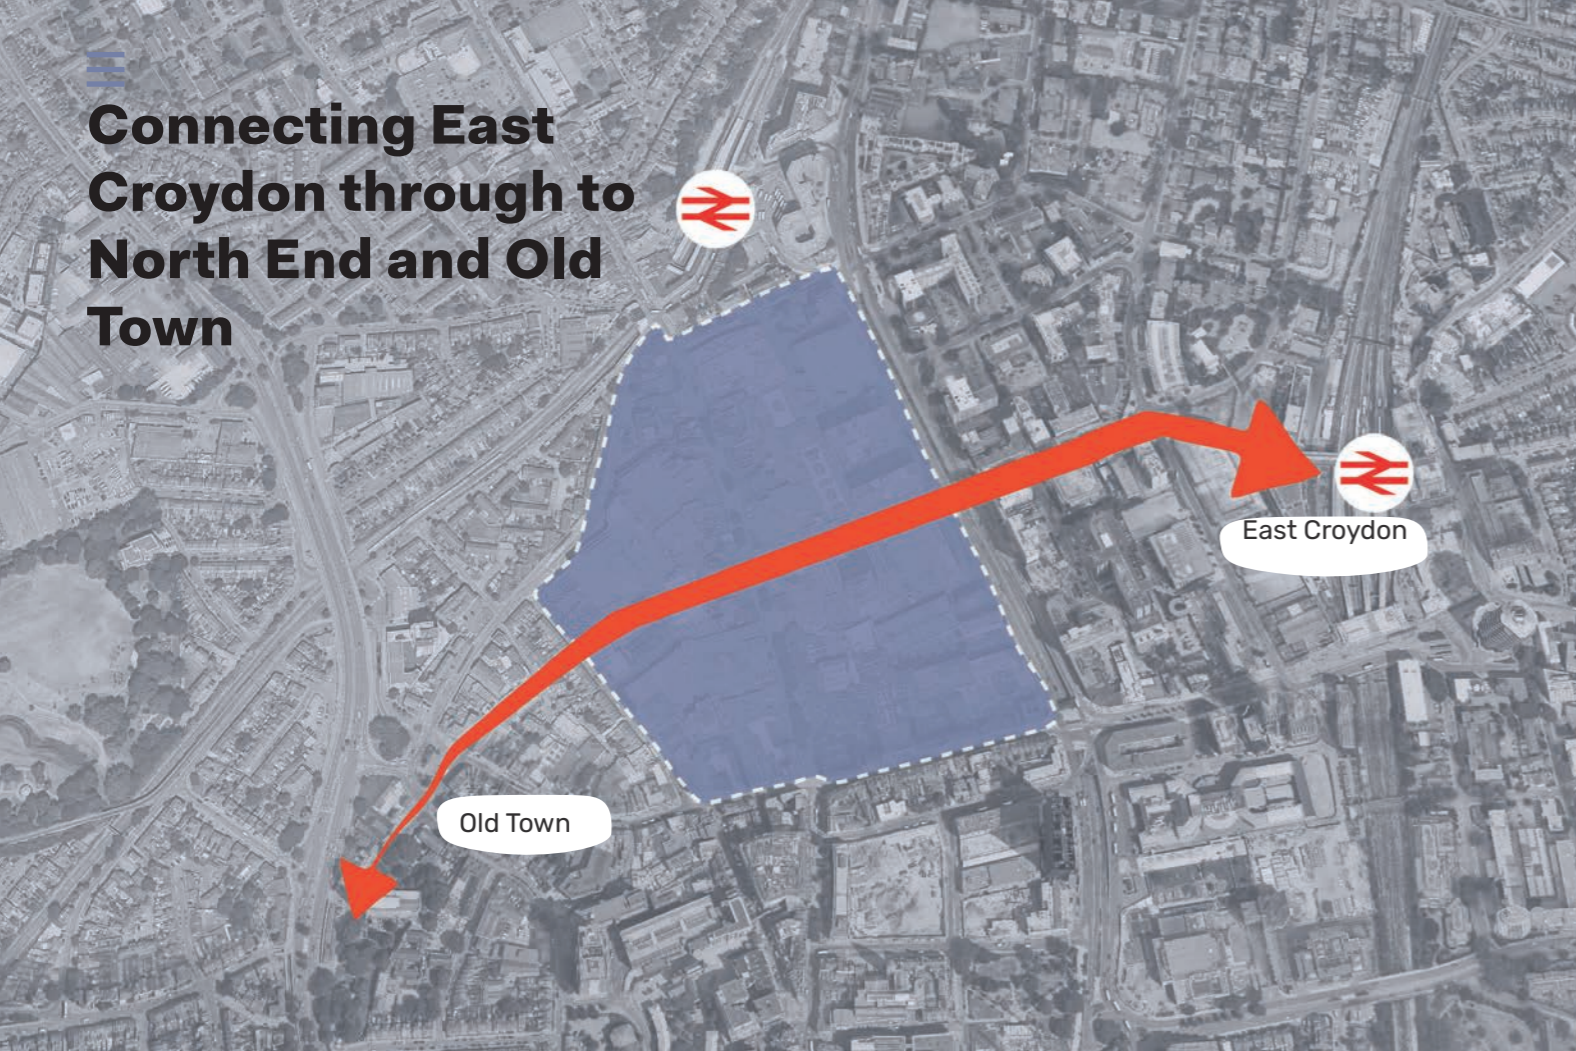 Connecting East
Croydon through to
North End and Old
Town
East Croydon
Old Town